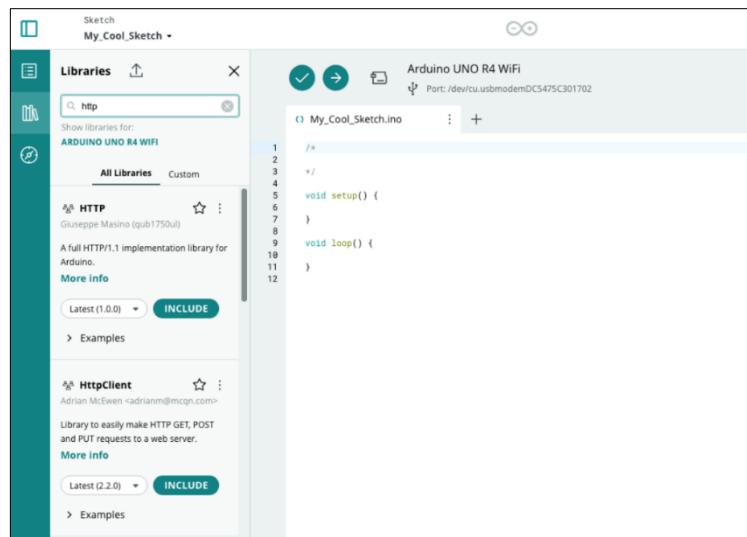 Sketch
My_Cool_Sketch
Libraries
http
Show libraries for:
ARDUINO UNO R4 WIFI
All Libraries Custom
HTTP
Giuseppe Masino (qub1750ul)
A full HTTP/1.1 implementation library for
Arduino.
More info
Latest (1.0.0) INCLUDE
Examples
HttpClient
Adrian McEwen <adrianm@mcqn.com>
Library to easily make HTTP GET, POST
and PUT requests to a web server.
More info
Latest (2.2.0) INCLUDE
Examples
Arduino UNO R4 WiFi
Port: /dev/cu.usbmodemDC5475C301702
My_Cool_Sketch.ino
1 /*
2
3 */
4
5 void setup() {
6
7 }
8
9 void loop() {
10
11 }
12